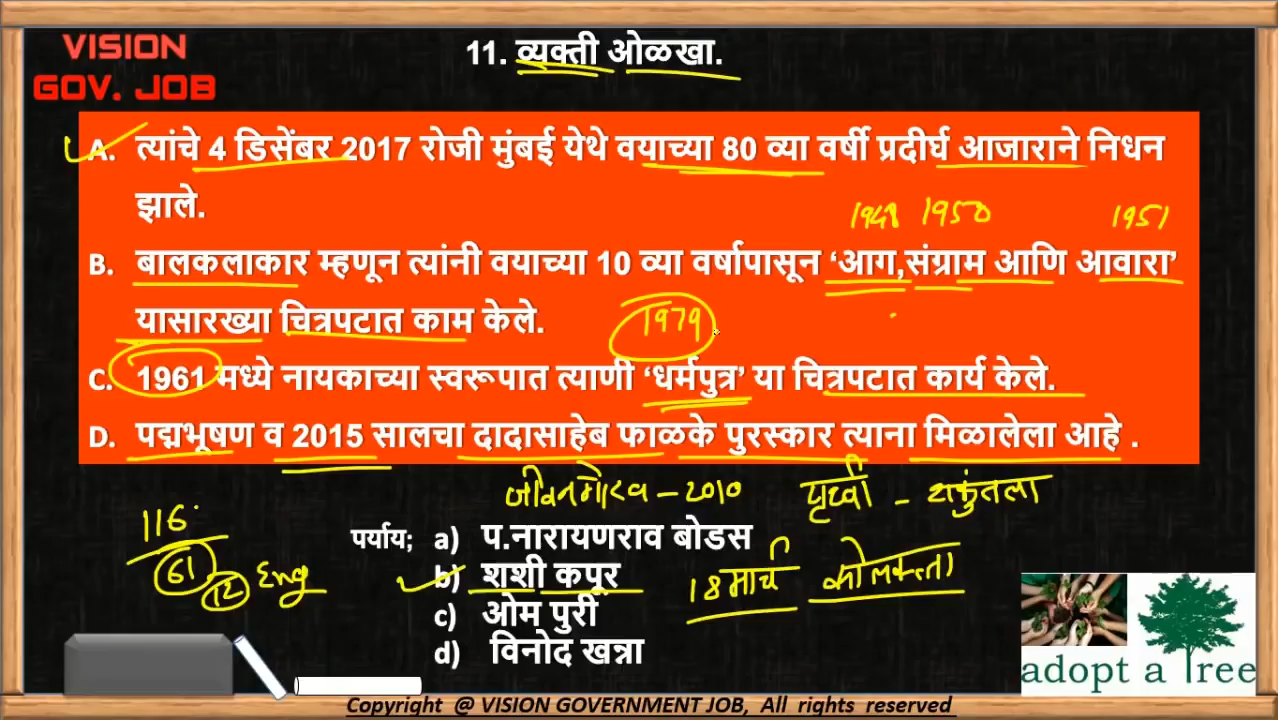 VISION
GOV. JOB
11. व्यक्ती ओळखा.
A. त्यांचे 4 डिसेंबर 2017 रोजी मुंबई येथे वयाच्या 80 व्या वर्षी प्रदीर्घ आजाराने निधन
झाले.
1948 1950 1951
B. बालकलाकार म्हणून त्यांनी वयाच्या 10 व्या वर्षापासून ‘आग,संग्राम आणि आवारा’
यासारख्या चित्रपटात काम केले.
1979
C. 1961 मध्ये नायकाच्या स्वरूपात त्याणी ‘धर्मपुत्र’ या चित्रपटात कार्य केले.
D. पद्मभूषण व 2015 सालचा दादासाहेब फाळके पुरस्कार त्याना मिळालेला आहे .
जीवनगौरव - 2010 पृथ्वी - शकुंतला
116
61
12 Eng
पर्याय; a) प.नारायणराव बोडस
b) शशी कपूर
18 मार्च कोलकत्ता
c) ओम पुरी
d) विनोद खन्ना
adopt a Tree
Copyright @ VISION GOVERNMENT JOB, All rights reserved